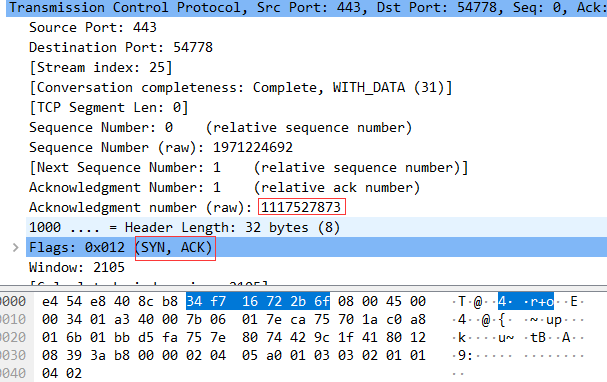 Transmission Control Protocol, Src Port: 443, Dst Port: 54778, Seq: 0, Ack:
Source Port: 443
Destination Port: 54778
[Stream index: 25]
[Conversation completeness: Complete, WITH_DATA (31)]
[TCP Segment Len: 0]
Sequence Number: 0 (relative sequence number)
Sequence Number (raw): 1971224692
[Next Sequence Number: 1 (relative sequence number)]
Acknowledgment Number: 1 (relative ack number)
Acknowledgment number (raw): 1117527873
1000 .... = Header Length: 32 bytes (8)
> Flags: 0x012 (SYN, ACK)
Window: 2105
0000 e4 54 e8 40 8c b8 34 f7 16 72 2b 6f 08 00 45 00 ·T·@··4· ·r+o··E·
0010 00 34 01 a3 40 00 7b 06 01 7e ca 75 70 1a c0 a8 ·4··@·{· ·~·up···
0020 01 6b 01 bb d5 fa 75 7e 80 74 42 9c 1f 41 80 12 ·k····u~ ·tB··A··
0030 08 39 3a b8 00 00 02 04 05 a0 01 03 03 02 01 01 ·9:····· ········
0040 04 02 ··